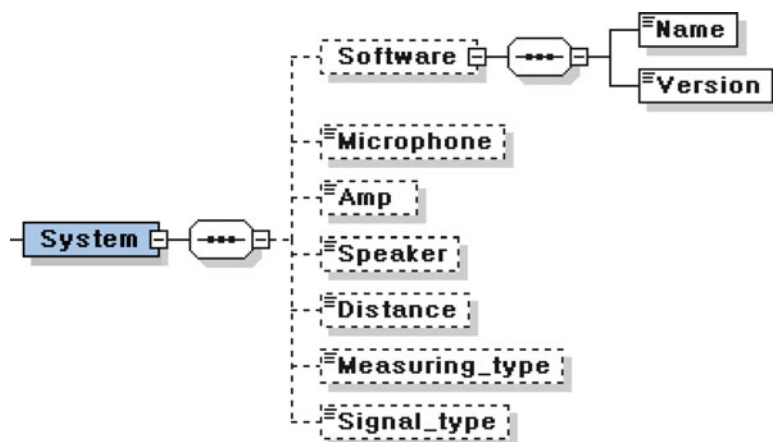 Software
Name
Version
Microphone
Amp
System
Speaker
Distance
Measuring_type
Signal_type